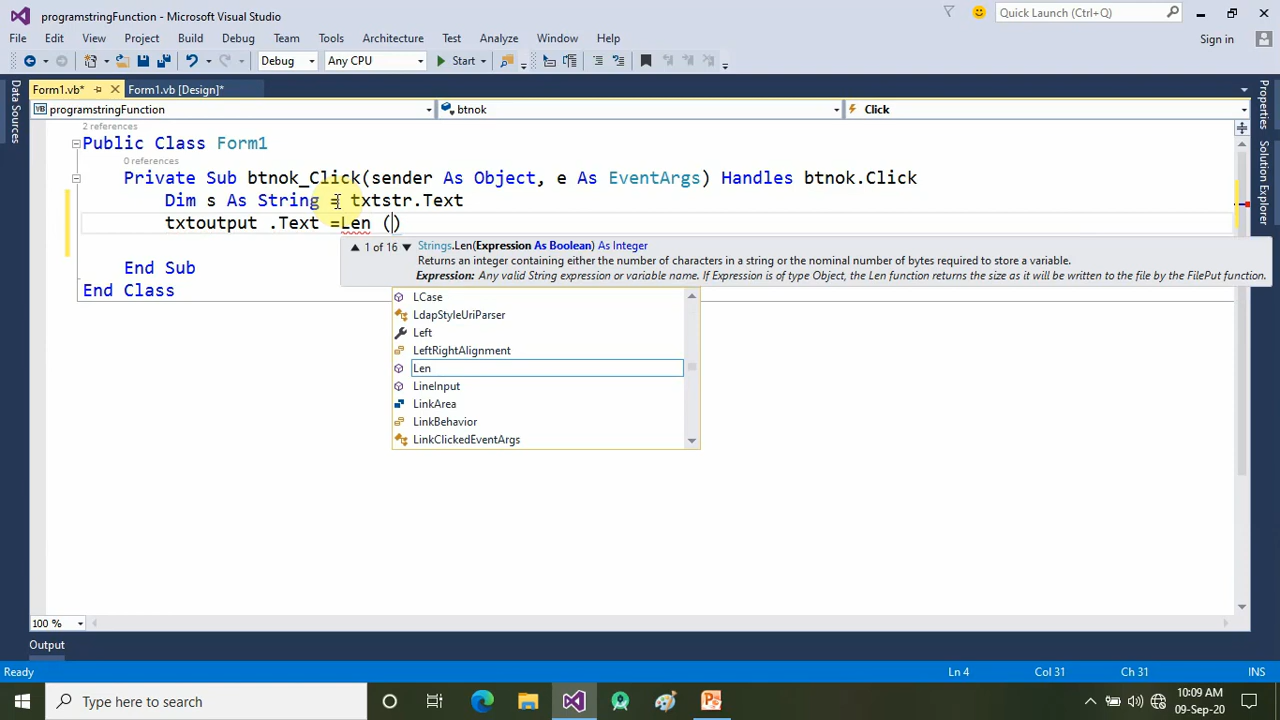 programstringFunction - Microsoft Visual Studio
Quick Launch (Ctrl+Q)
File Edit View Project Build Debug Team Tools Architecture Test Analyze Window Help
Sign in
Debug Any CPU Start
Form1.vb* Form1.vb [Design]*
programstringFunction btnok Click
Data Sources
Properties
Solution Explorer
2 references
Public Class Form1
0 references
Private Sub btnok_Click(sender As Object, e As EventArgs) Handles btnok.Click
Dim s As String = txtstr.Text
txtoutput .Text =Len ()
1 of 16 Strings.Len(Expression As Boolean) As Integer
Returns an integer containing either the number of characters in a string or the nominal number of bytes required to store a variable.
Expression: Any valid String expression or variable name. If Expression is of type Object, the Len function returns the size as it will be written to the file by the FilePut function.
End Sub
End Class
LCase
LdapStyleUriParser
Left
LeftRightAlignment
Len
LineInput
LinkArea
LinkBehavior
LinkClickedEventArgs
100 %
Output
Ready Ln 4 Col 31 Ch 31 INS
Type here to search
10:09 AM
09-Sep-20